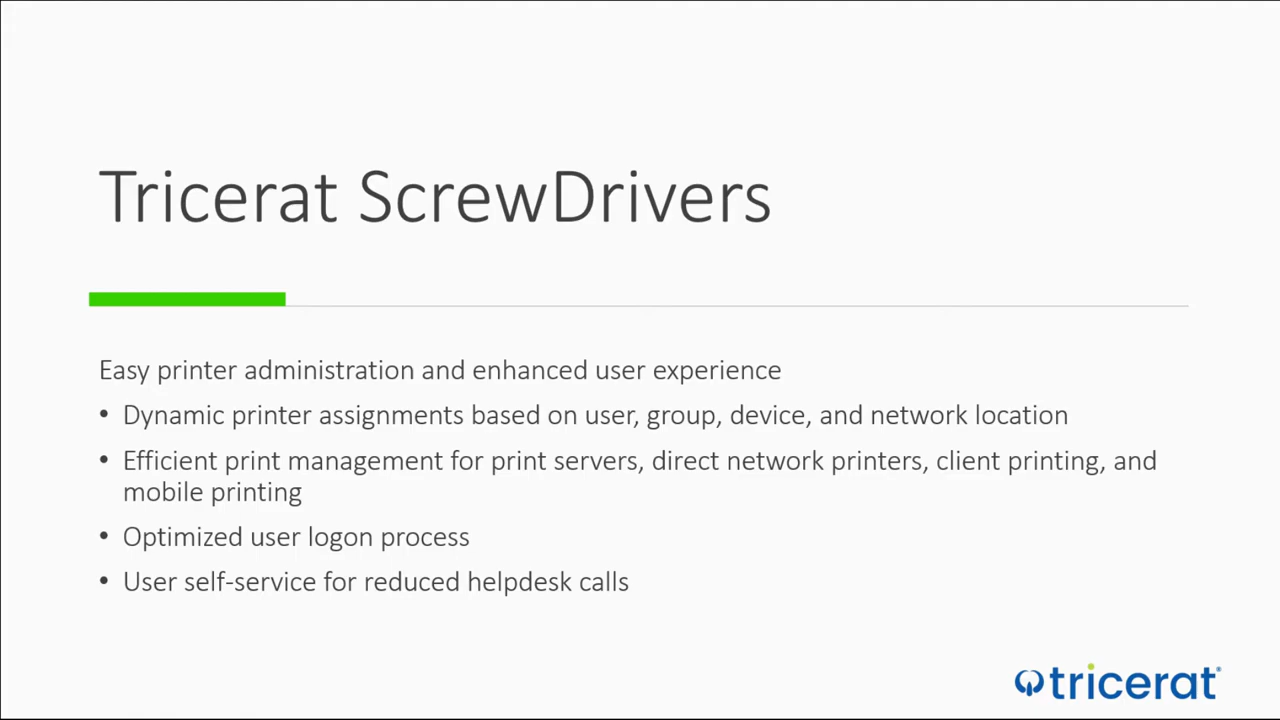 Tricerat ScrewDrivers
Easy printer administration and enhanced user experience
• Dynamic printer assignments based on user, group, device, and network location
• Efficient print management for print servers, direct network printers, client printing, and
mobile printing
• Optimized user logon process
• User self-service for reduced helpdesk calls
tricerat®